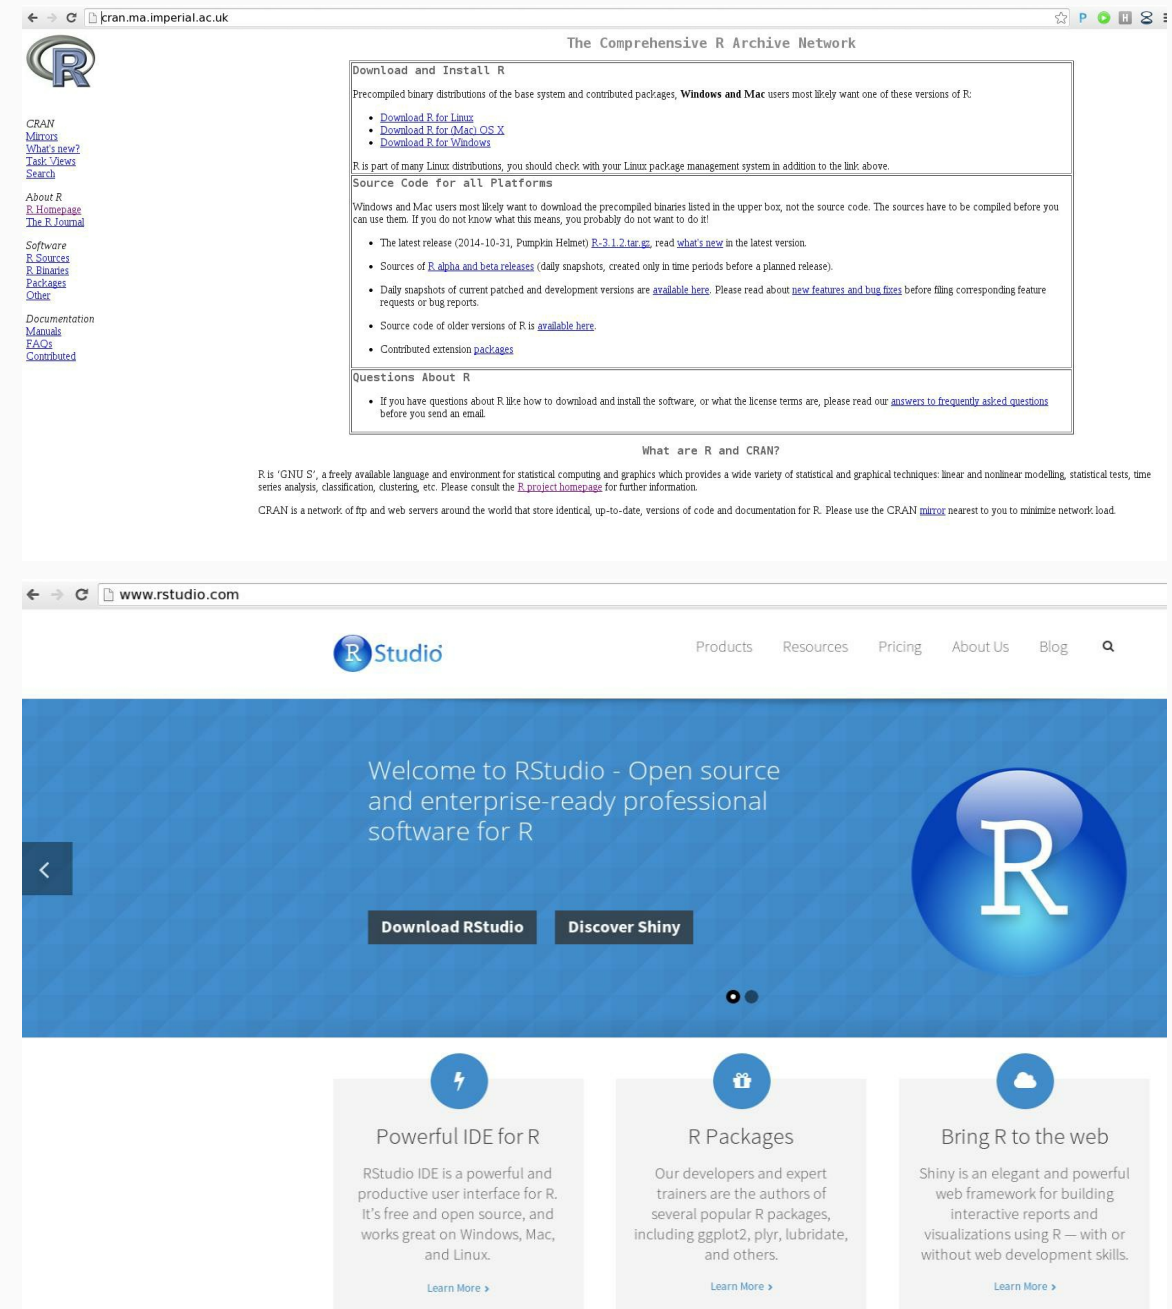 cran.ma.imperial.ac.uk
P
H
8
R
The Comprehensive R Archive Network
CRAN
Mirrors
What's new?
Task Views
Search
About R
R Homepage
The R Journal
Software
R Sources
R Binaries
Packages
Other
Documentation
Manuals
FAQs
Contributed
Download and Install R
Precompiled binary distributions of the base system and contributed packages, Windows and Mac users most likely want one of these versions of R:
• Download R for Linux
• Download R for (Mac) OS X
• Download R for Windows
R is part of many Linux distributions, you should check with your Linux package management system in addition to the link above.
Source Code for all Platforms
Windows and Mac users most likely want to download the precompiled binaries listed in the upper box, not the source code. The sources have to be compiled before you
can use them. If you do not know what this means, you probably do not want to do it!
• The latest release (2014-10-31, Pumpkin Helmet) R-3.1.2.tar.gz, read what's new in the latest version.
• Sources of R alpha and beta releases (daily snapshots, created only in time periods before a planned release).
• Daily snapshots of current patched and development versions are available here. Please read about new features and bug fixes before filing corresponding feature
requests or bug reports.
• Source code of older versions of R is available here.
• Contributed extension packages
Questions About R
• If you have questions about R like how to download and install the software, or what the license terms are, please read our answers to frequently asked questions
before you send an email.
What are R and CRAN?
R is ‘GNU S’, a freely available language and environment for statistical computing and graphics which provides a wide variety of statistical and graphical techniques: linear and nonlinear modelling, statistical tests, time
series analysis, classification, clustering, etc. Please consult the R project homepage for further information.
CRAN is a network of ftp and web servers around the world that store identical, up-to-date, versions of code and documentation for R. Please use the CRAN mirror nearest to you to minimize network load.
www.rstudio.com
R Studio
Products Resources Pricing About Us Blog
Welcome to RStudio - Open source
and enterprise-ready professional
software for R
R
Download RStudio Discover Shiny
Powerful IDE for R
RStudio IDE is a powerful and
productive user interface for R.
It's free and open source, and
works great on Windows, Mac,
and Linux.
Learn More >
R Packages
Our developers and expert
trainers are the authors of
several popular R packages,
including ggplot2, plyr, lubridate,
and others.
Learn More >
Bring R to the web
Shiny is an elegant and powerful
web framework for building
interactive reports and
visualizations using R — with or
without web development skills.
Learn More >